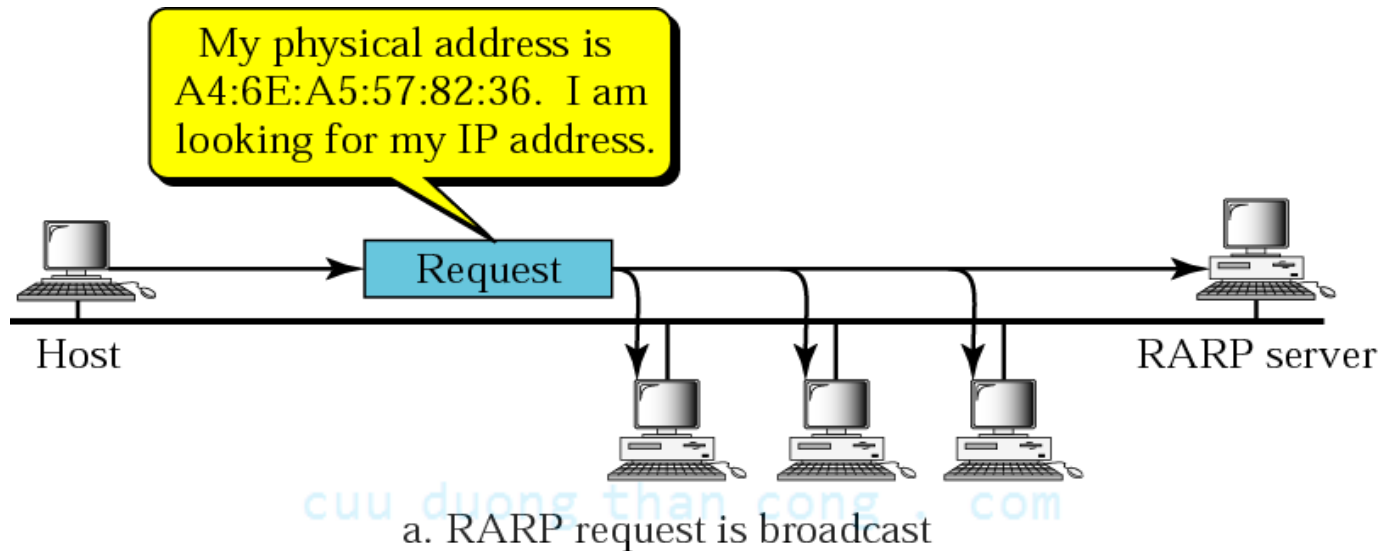 My physical address is
A4:6E:A5:57:82:36. I am
looking for my IP address.
Request
Host
RARP server
cuu duong than cong . com
a. RARP request is broadcast